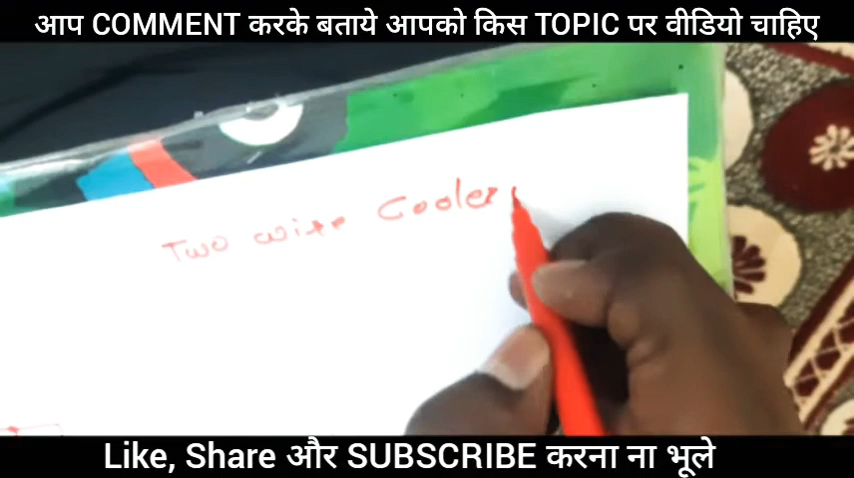 आप COMMENT करके बताये आपको किस TOPIC पर वीडियो चाहिए
Two wire Cooler
Like, Share और SUBSCRIBE करना ना भूले